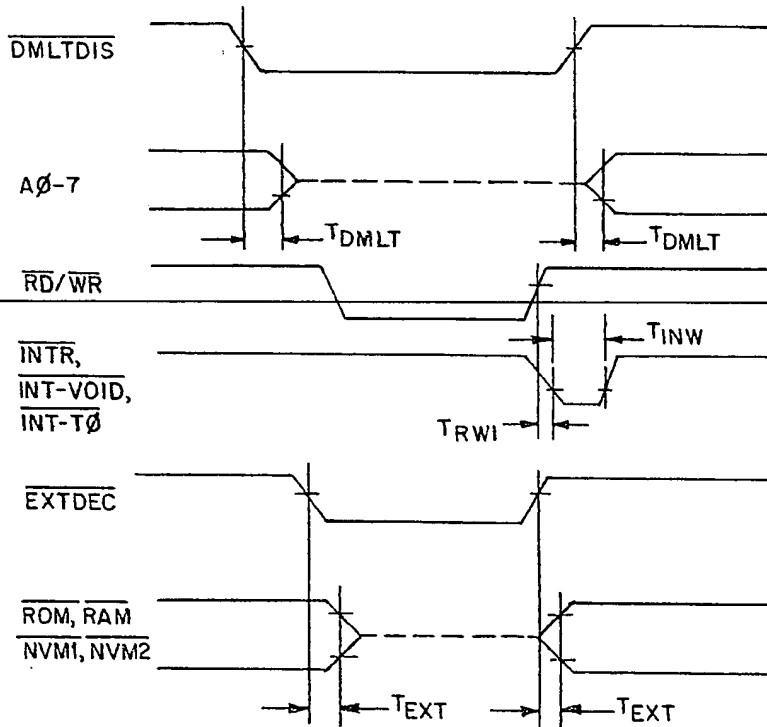 DMLTDIS
AØ-7
TDMLT
TDMLT
RD/WR
TINW
INTR,
INT-VOID,
INT-TØ
TRWI
EXTDEC
ROM, RAM
NVM1, NVM2
TEXT
TEXT